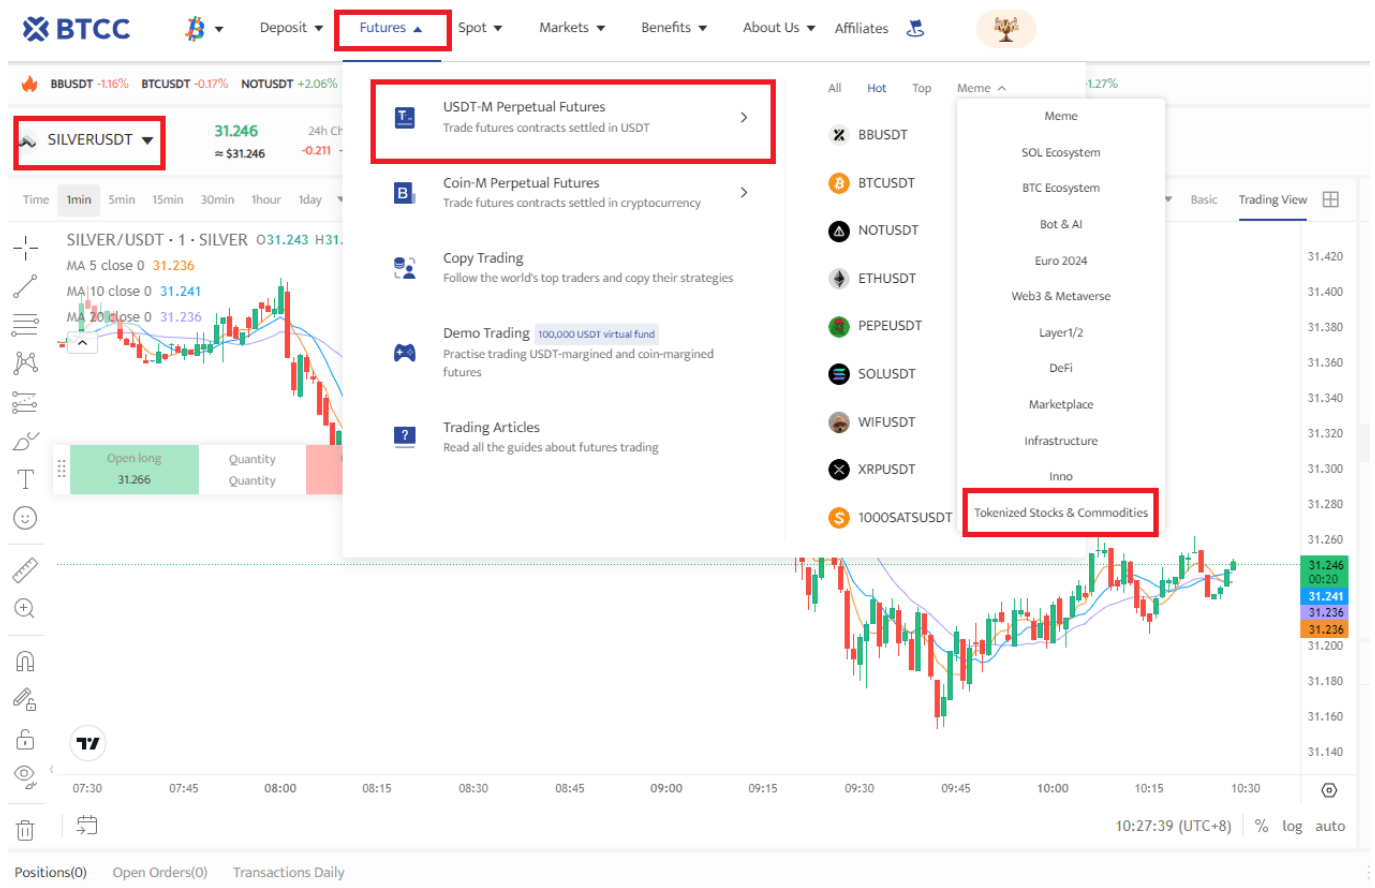 BTCC
Deposit
Futures
Spot
Markets
Benefits
About Us
Affiliates
BBUSDT -1.16% BTCUSDT -0.17% NOTUSDT +2.06%
1.27%
SILVERUSDT
31.246
≈ $31.246
24h Ch
-0.211
Time 1min 5min 15min 30min 1hour 1day
Basic Trading View
USDT-M Perpetual Futures
Trade futures contracts settled in USDT
Coin-M Perpetual Futures
Trade futures contracts settled in cryptocurrency
Copy Trading
Follow the world's top traders and copy their strategies
Demo Trading 100,000 USDT virtual fund
Practise trading USDT-margined and coin-margined
futures
Trading Articles
Read all the guides about futures trading
All Hot Top Meme
BBUSDT
BTCUSDT
NOTUSDT
ETHUSDT
PEPEUSDT
SOLUSDT
WIFUSDT
XRPUSDT
1000SATSUSDT
Meme
SOL Ecosystem
BTC Ecosystem
Bot & AI
Euro 2024
Web3 & Metaverse
Layer1/2
DeFi
Marketplace
Infrastructure
Inno
Tokenized Stocks & Commodities
SILVER/USDT · 1 · SILVER O31.243 H31.
MA 5 close 0 31.236
MA 10 close 0 31.241
MA 20 close 0 31.236
Open long
31.266
Quantity
Quantity
31.420
31.400
31.380
31.360
31.340
31.320
31.300
31.280
31.260
31.246
00:20
31.241
31.236
31.236
31.200
31.180
31.160
31.140
07:30 07:45 08:00 08:15 08:30 08:45 09:00 09:15 09:30 09:45 10:00 10:15 10:30
10:27:39 (UTC+8) % log auto
Positions(0) Open Orders(0) Transactions Daily